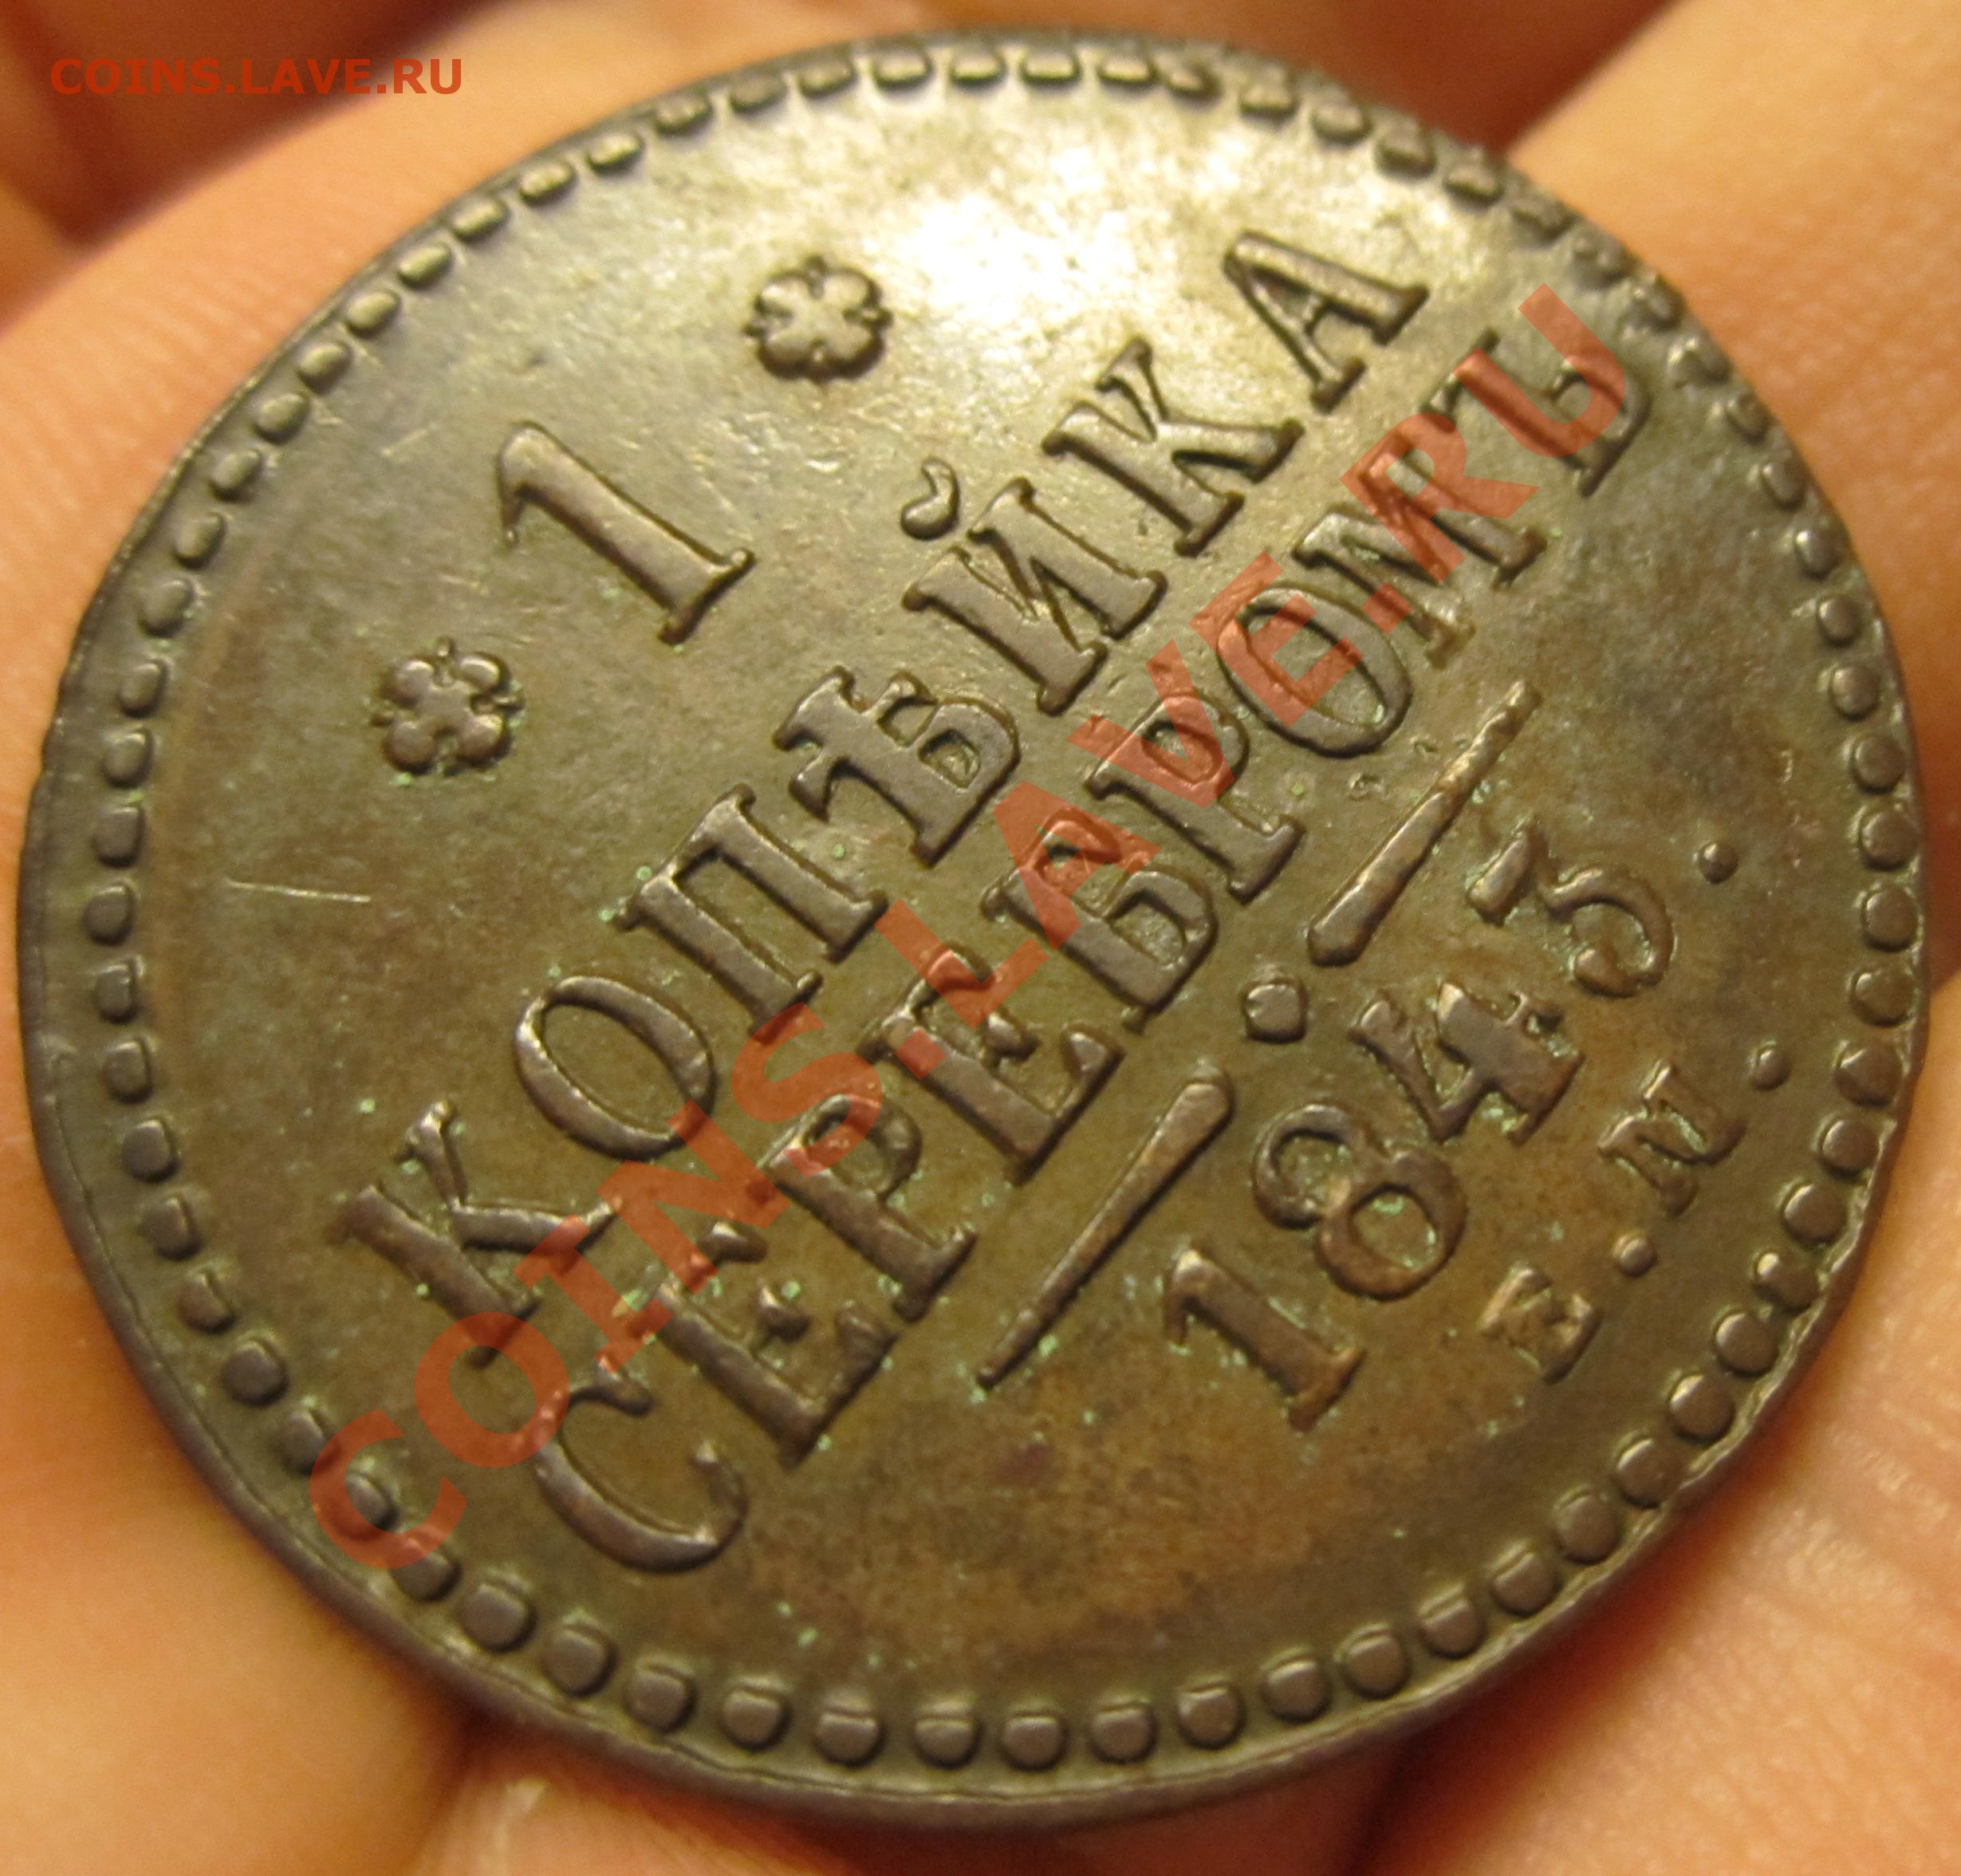 COINS.LAVE.RU
1
КОПѢЙКА
СЕРЕБРОМЪ
1843.
Е.М.
COINS.LAVE.RU